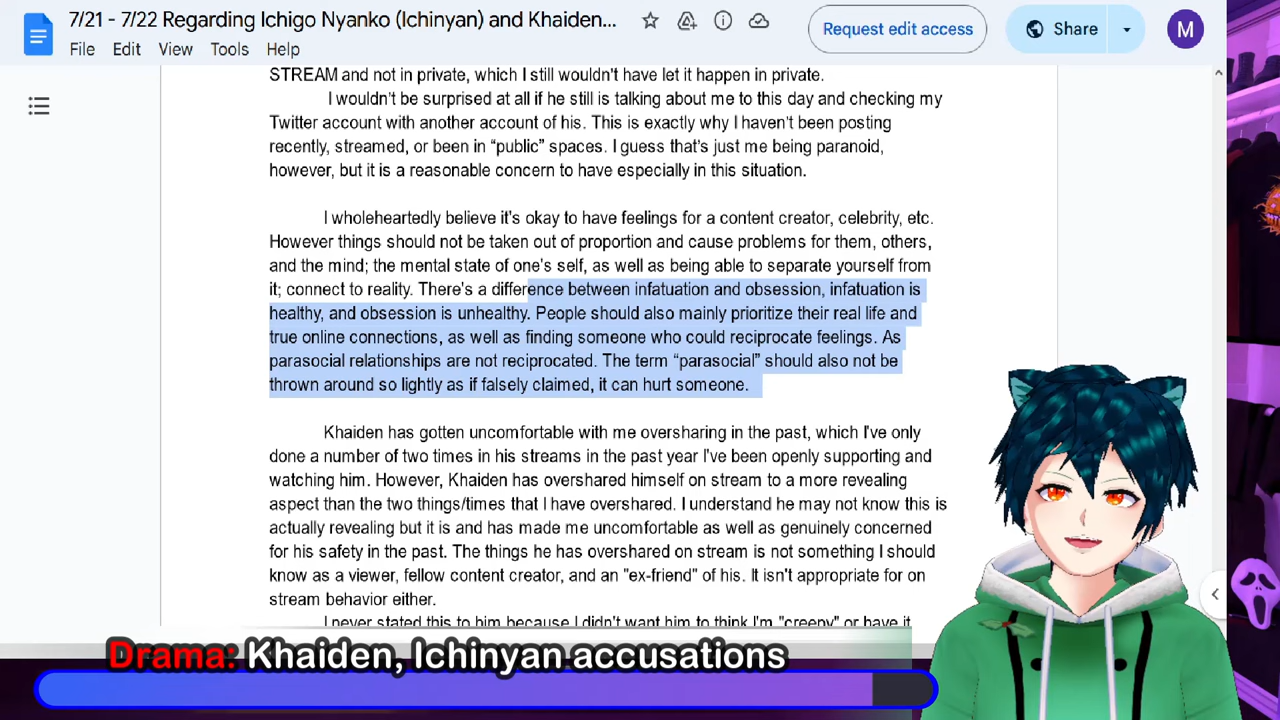 7/21 - 7/22 Regarding Ichigo Nyanko (Ichinyan) and Khaiden...
File Edit View Tools Help
Request edit access
Share
M
STREAM and not in private, which I still wouldn't have let it happen in private.
I wouldn't be surprised at all if he still is talking about me to this day and checking my
Twitter account with another account of his. This is exactly why I haven't been posting
recently, streamed, or been in “public” spaces. I guess that's just me being paranoid,
however, but it is a reasonable concern to have especially in this situation.
I wholeheartedly believe it's okay to have feelings for a content creator, celebrity, etc.
However things should not be taken out of proportion and cause problems for them, others,
and the mind; the mental state of one's self, as well as being able to separate yourself from
it; connect to reality. There's a difference between infatuation and obsession, infatuation is
healthy, and obsession is unhealthy. People should also mainly prioritize their real life and
true online connections, as well as finding someone who could reciprocate feelings. As
parasocial relationships are not reciprocated. The term “parasocial” should also not be
thrown around so lightly as if falsely claimed, it can hurt someone.
Khaiden has gotten uncomfortable with me oversharing in the past, which I've only
done a number of two times in his streams in the past year I've been openly supporting and
watching him. However, Khaiden has overshared himself on stream to a more revealing
aspect than the two things/times that I have overshared. I understand he may not know this is
actually revealing but it is and has made me uncomfortable as well as genuinely concerned
for his safety in the past. The things he has overshared on stream is not something I should
know as a viewer, fellow content creator, and an "ex-friend" of his. It isn't appropriate for on
stream behavior either.
I never stated this to him because I didn't want him to think I'm "creepy" or have it
Drama: Khaiden, Ichinyan accusations